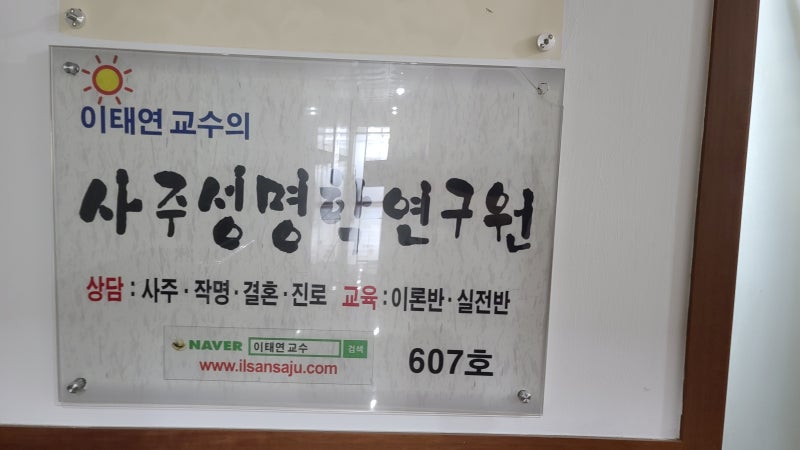 이태연 교수의
사주성명학연구원
상담 : 사주 · 작명 · 결혼 · 진로 교육 : 이론반 · 실전반
NAVER 이태연 교수 검색
www.ilsansaju.com
607호